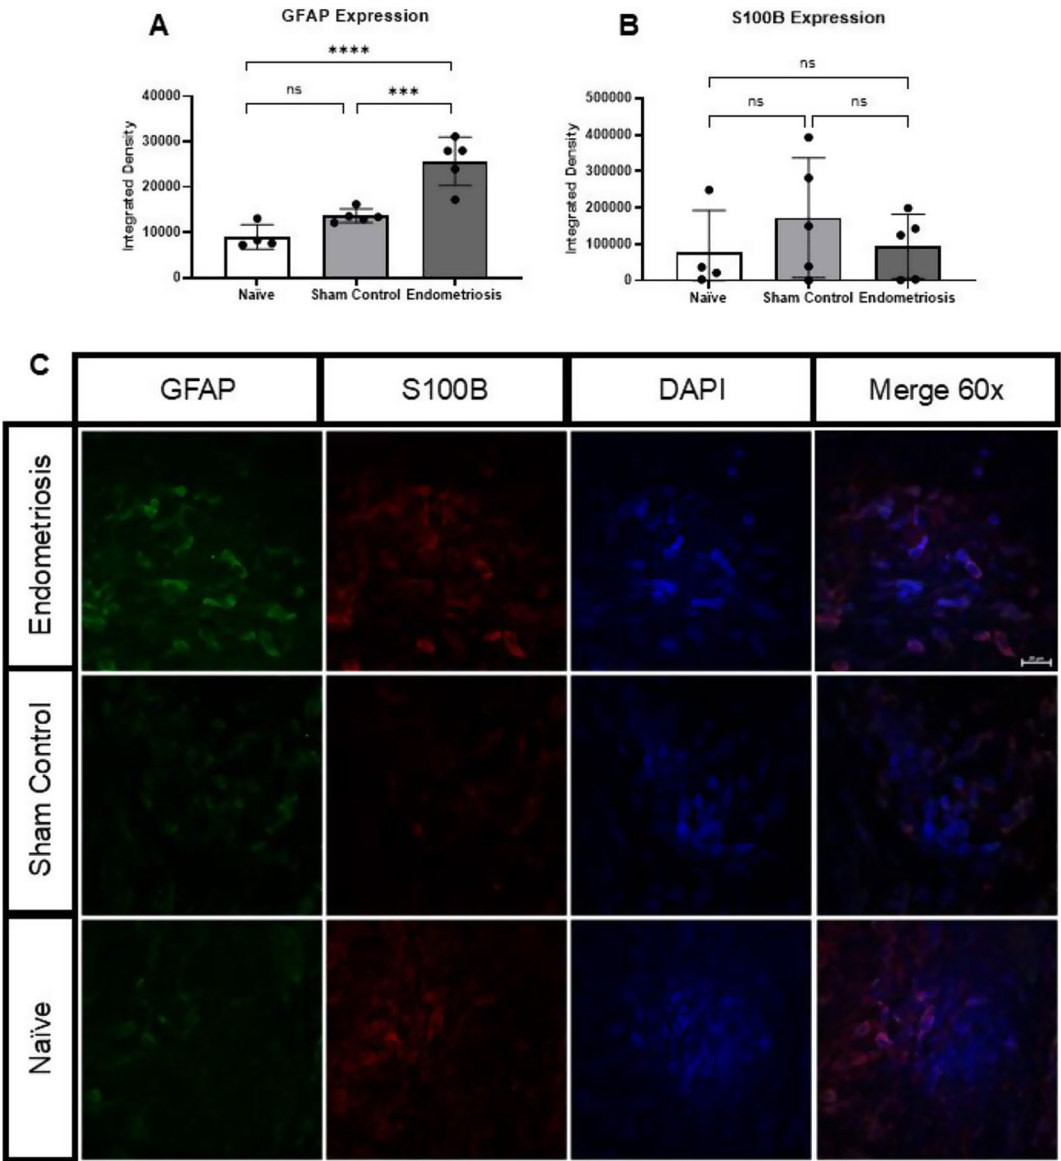 A
GFAP Expression
****
ns
***
Integrated Density
40000
30000
20000
10000
0
Naïve
Sham Control
Endometriosis
B
S100B Expression
ns
ns
ns
Integrated Density
500000
400000
300000
200000
100000
0
Naïve
Sham Control
Endometriosis
C
GFAP
S100B
DAPI
Merge 60x
Endometriosis
Sham Control
Naïve